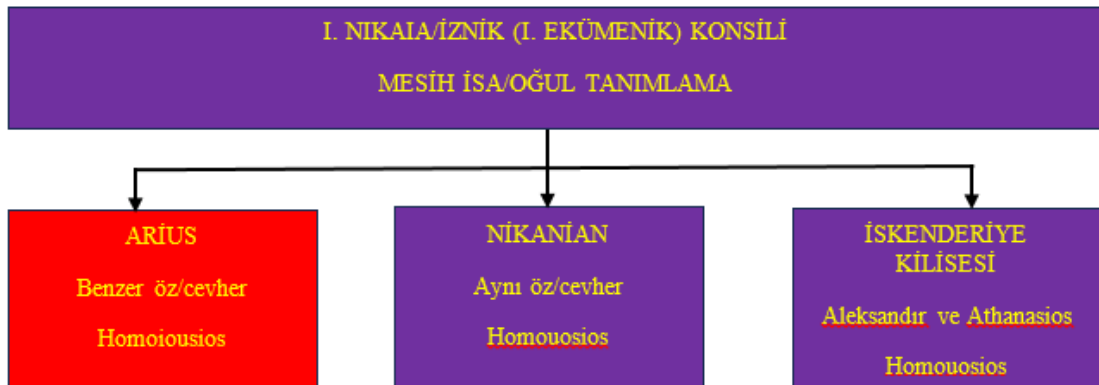 I. NIKAIA/İZNİK (I. EKÜMENİK) KONSİLİ
MESİH İSA/OĞUL TANIMLAMA
ARİUS
Benzer öz/cevher
Homoiousios
NİKANİAN
Aynı öz/cevher
Homouosios
İSKENDERİYE
KİLİSESİ
Aleksandır ve Athanasios
Homouosios